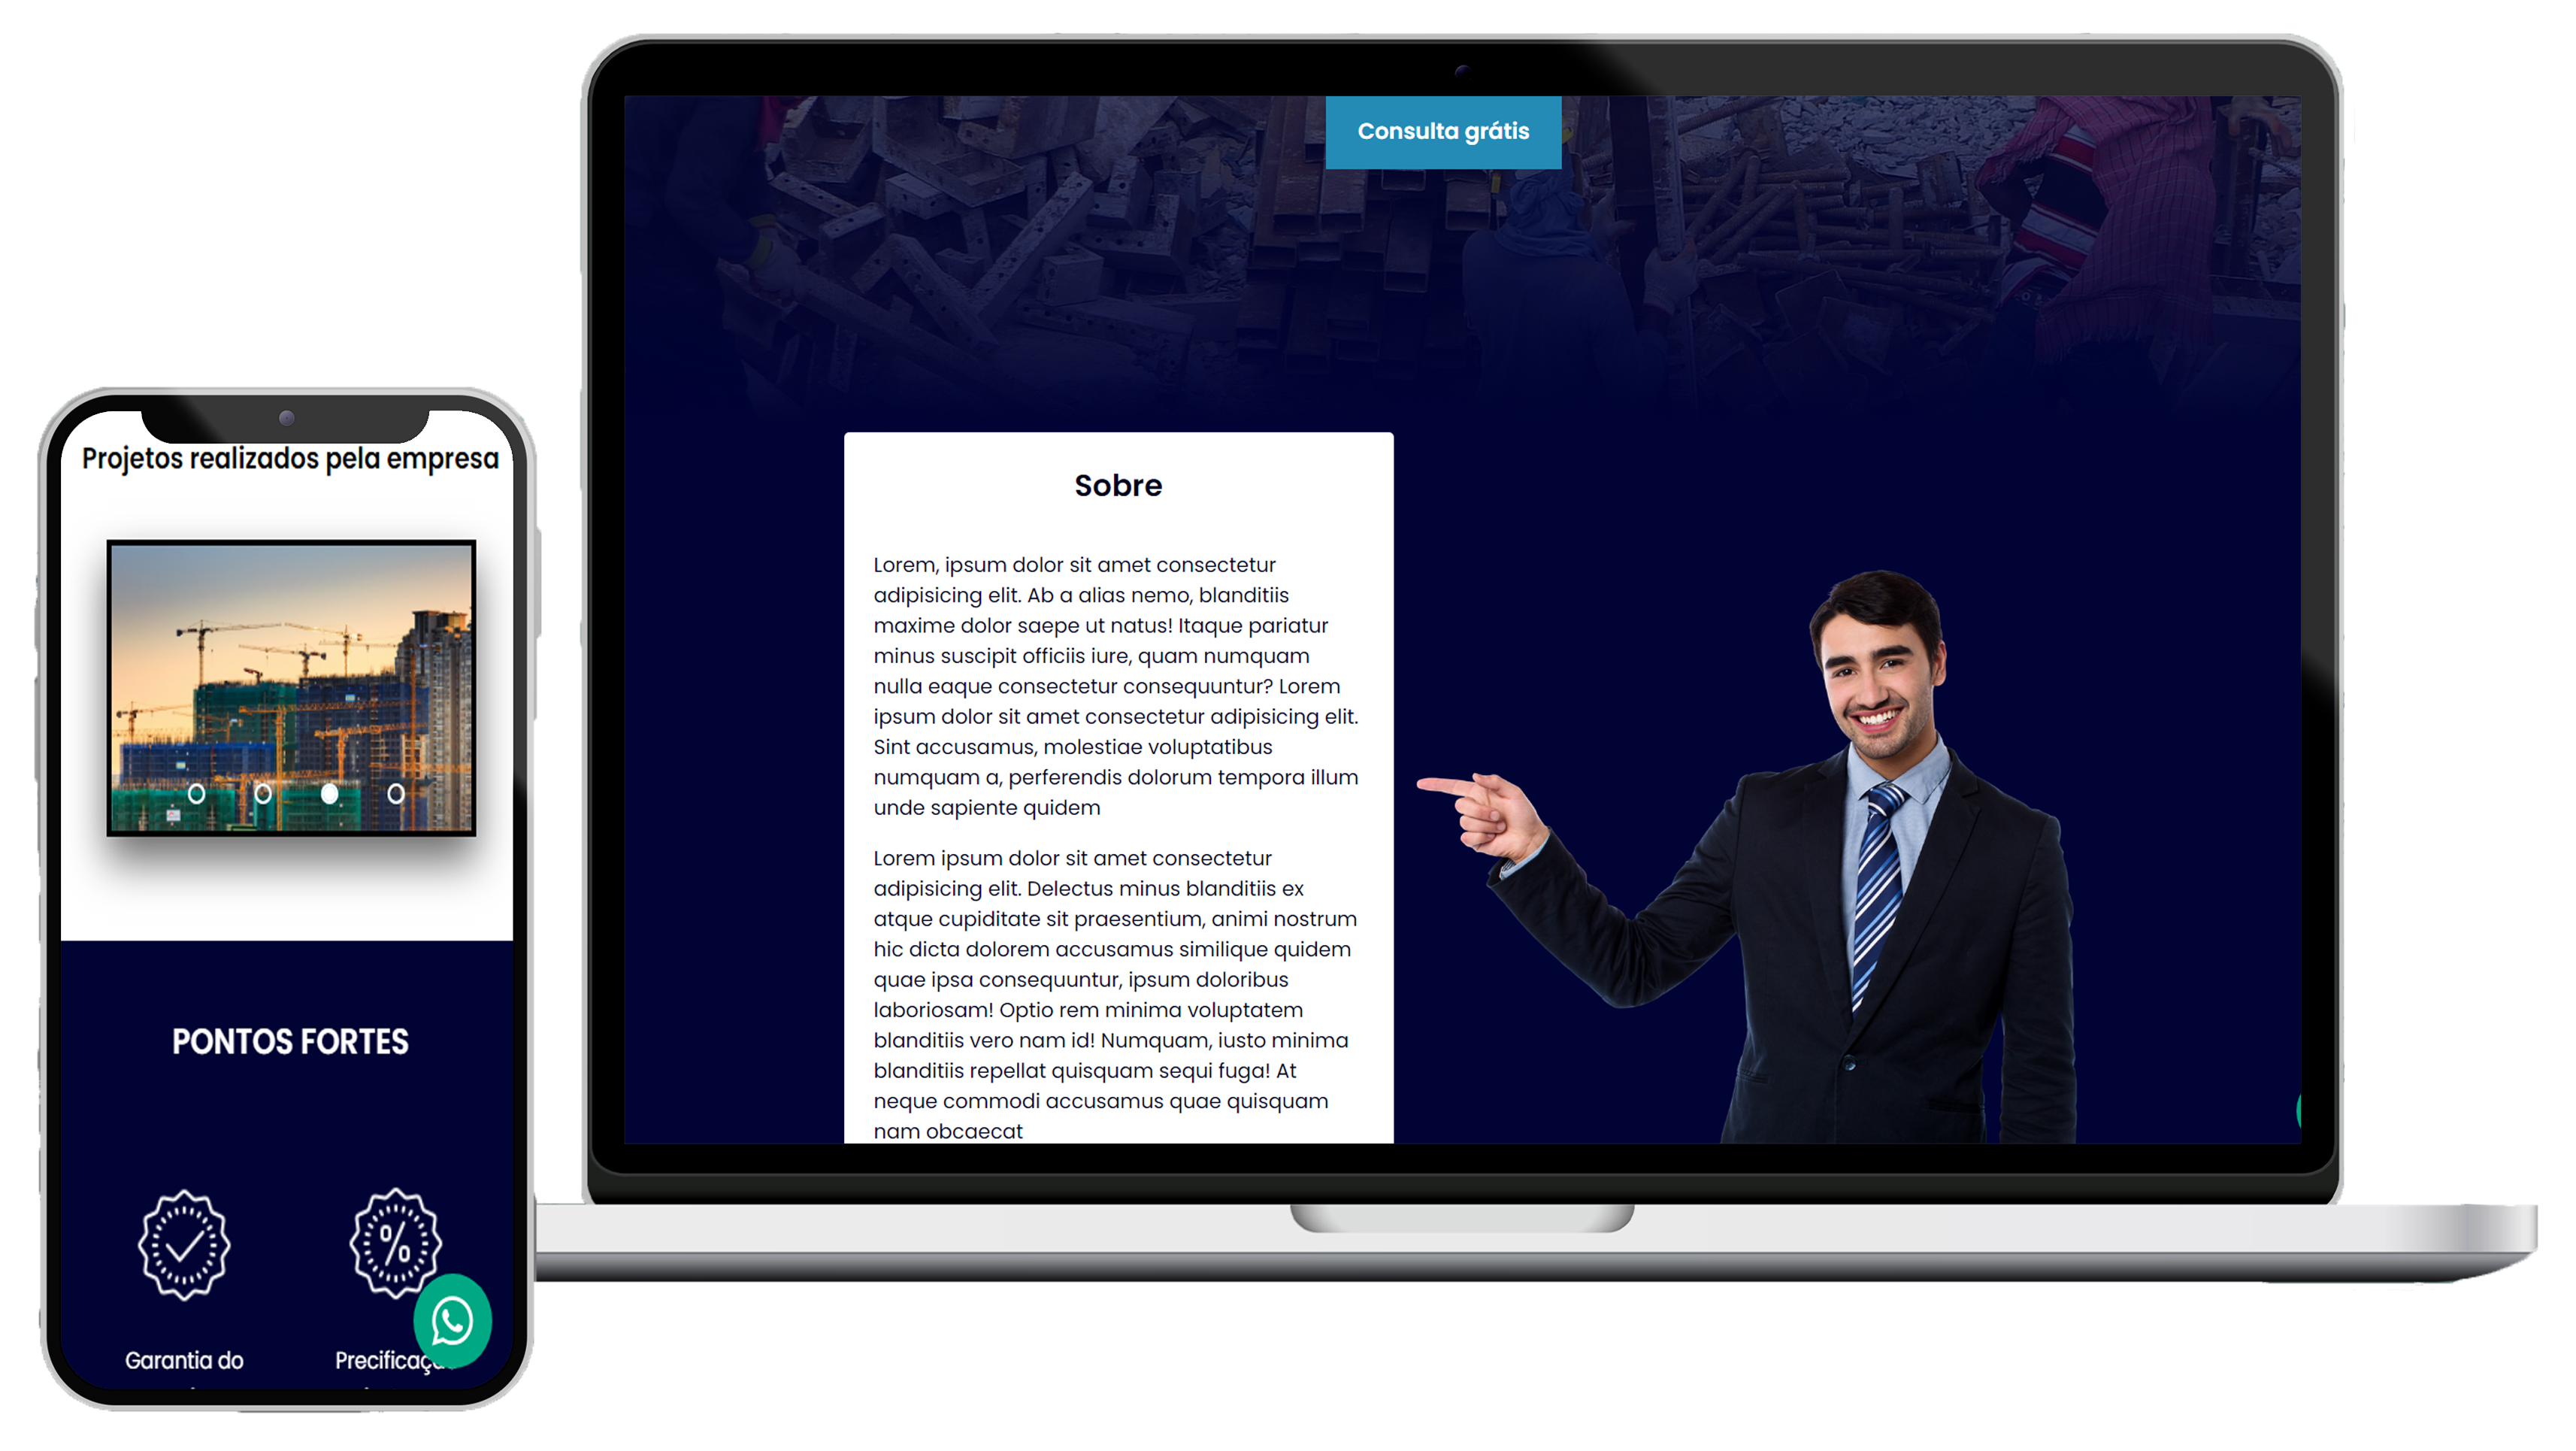 Consulta grátis
Sobre
Lorem, ipsum dolor sit amet consectetur
adipisicing elit. Ab a alias nemo, blanditiis
maxime dolor saepe ut natus! Itaque pariatur
minus suscipit officiis iure, quam numquam
nulla eaque consectetur consequuntur? Lorem
ipsum dolor sit amet consectetur adipisicing elit.
Sint accusamus, molestiae voluptatibus
numquam a, perferendis dolorum tempora illum
unde sapiente quidem
Lorem ipsum dolor sit amet consectetur
adipisicing elit. Delectus minus blanditiis ex
atque cupiditate sit praesentium, animi nostrum
hic dicta dolorem accusamus similique quidem
quae ipsa consequuntur, ipsum doloribus
laboriosam! Optio rem minima voluptatem
blanditiis vero nam id! Numquam, iusto minima
blanditiis repellat quisquam sequi fuga! At
neque commodi accusamus quae quisquam
nam obcaecat
Projetos realizados pela empresa
PONTOS FORTES
%
Garantia do